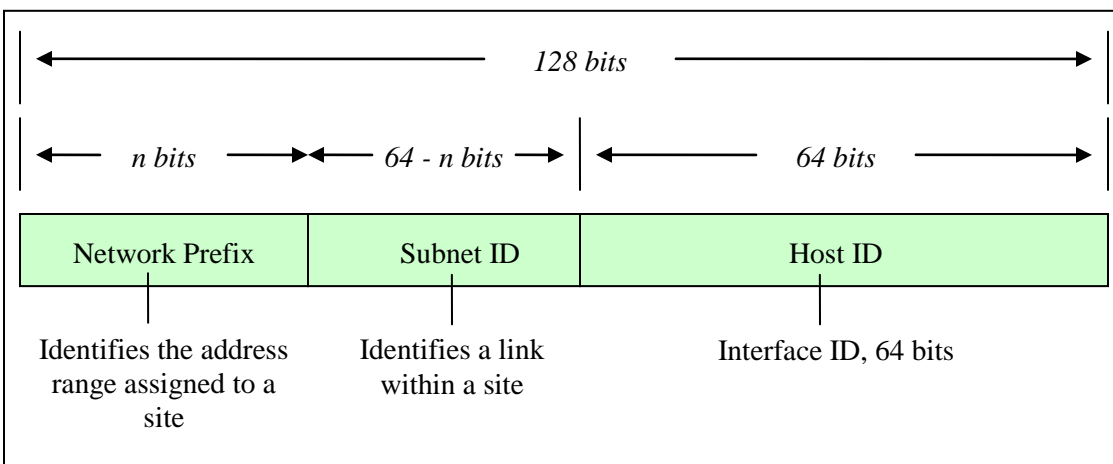 128 bits
n bits
64 - n bits
64 bits
Network Prefix
Subnet ID
Host ID
Identifies the address
range assigned to a
site
Identifies a link
within a site
Interface ID, 64 bits